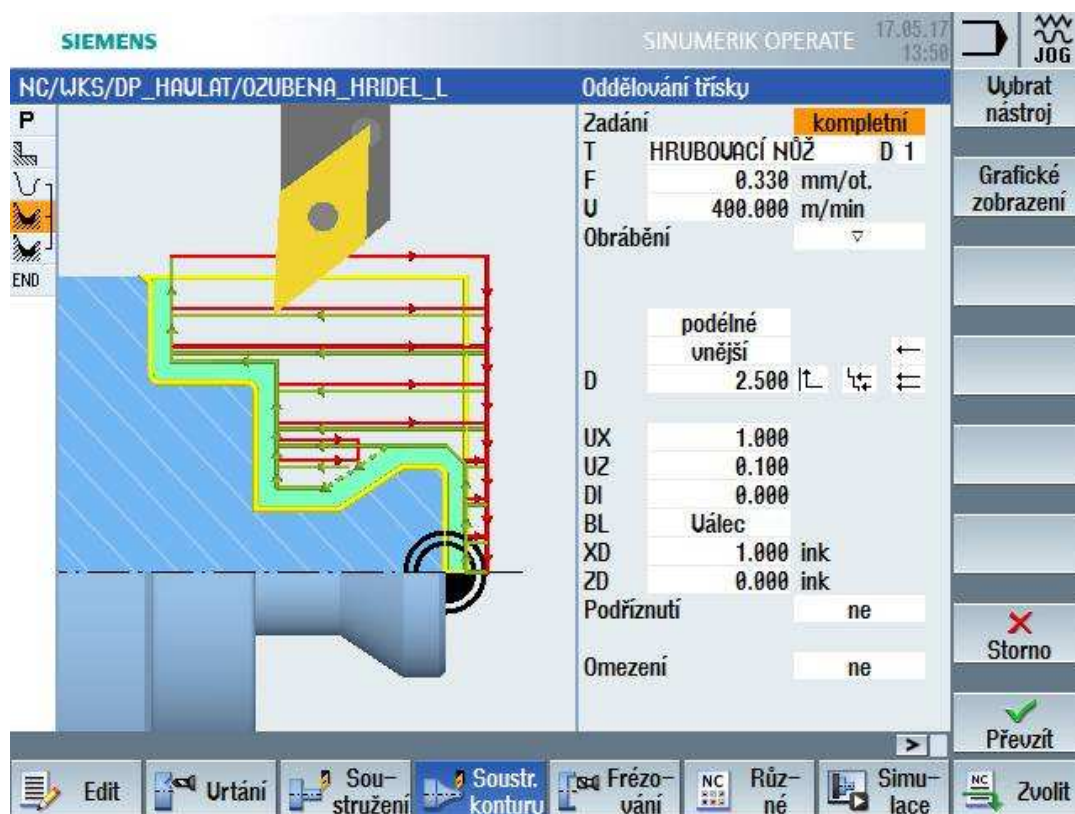 SIEMENS
SINUMERIK OPERATE
17.05.17
13:50
JOG
NC/WKS/DP_HAVLAT/OZUBENA_HRIDEL_L
Oddělování třísky
Vybrat
nástroj
P
END
Zadání kompletní
T HRUBOVACÍ NŮŽ D 1
F 0.330 mm/ot.
V 400.000 m/min
Obrábění ▽
podélné
vnější
D 2.500
UX 1.000
UZ 0.100
DI 0.000
BL Válec
XD 1.000 ink
ZD 0.000 ink
Podříznutí ne
Omezení ne
Grafické
zobrazení
Storno
Převzít
>
Edit
Vrtání
Sou-
stružení
Soustr.
konturu
Frézo-
vání
NC
Růz-
né
Simu-
lace
NC
Zvolit